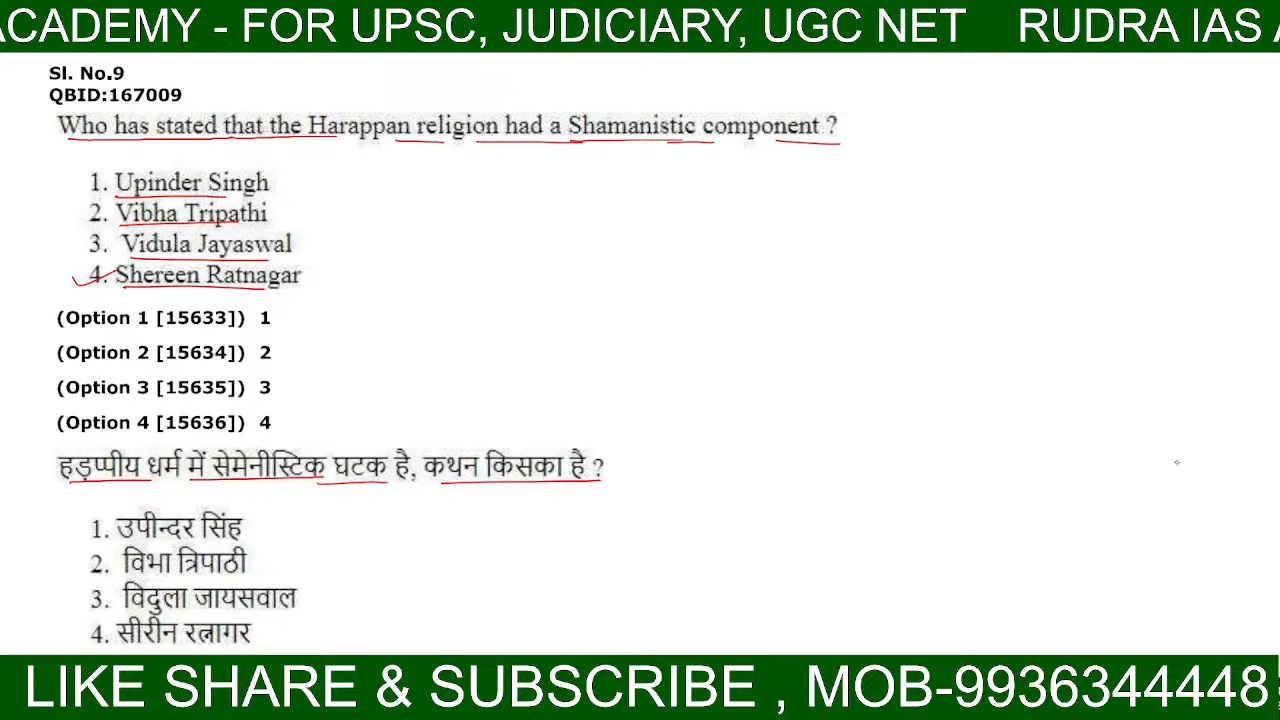 ACADEMY - FOR UPSC, JUDICIARY, UGC NET RUDRA IAS A
Sl. No.9
QBID:167009
Who has stated that the Harappan religion had a Shamanistic component ?
1. Upinder Singh
2. Vibha Tripathi
3. Vidula Jayaswal
4. Shereen Ratnagar
(Option 1 [15633]) 1
(Option 2 [15634]) 2
(Option 3 [15635]) 3
(Option 4 [15636]) 4
हड़प्पीय धर्म में सेमेनीस्टिक घटक है, कथन किसका है ?
1. उपीन्दर सिंह
2. विभा त्रिपाठी
3. विदुला जायसवाल
4. सीरीन रत्नागर
LIKE SHARE & SUBSCRIBE , MOB-9936344448